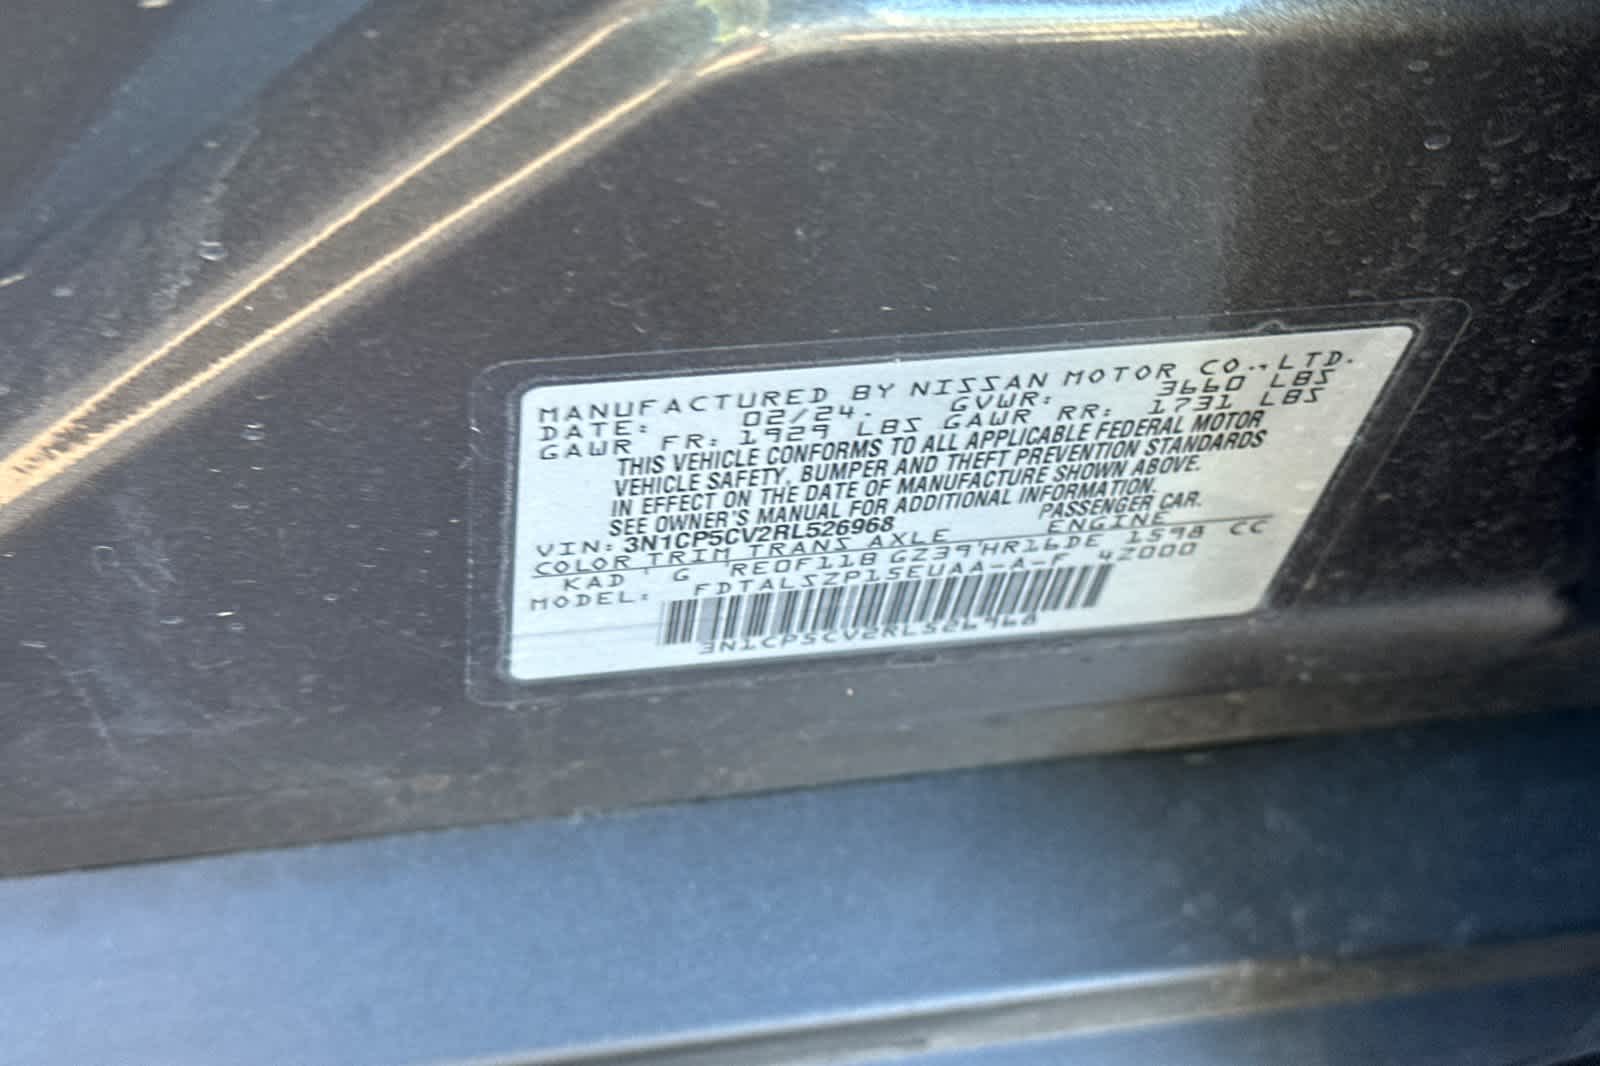 MANUFACTURED BY NISSAN MOTOR CO.,LTD.
DATE: 02/24. GVWR: 3660 LBS
GAWR FR: 1929 LBS GAWR RR: 1731 LBS
THIS VEHICLE CONFORMS TO ALL APPLICABLE FEDERAL MOTOR
VEHICLE SAFETY, BUMPER AND THEFT PREVENTION STANDARDS
IN EFFECT ON THE DATE OF MANUFACTURE SHOWN ABOVE.
SEE OWNER'S MANUAL FOR ADDITIONAL INFORMATION.
VIN: 3N1CP5CV2RL526968 PASSENGER CAR.
COLOR TRIM TRANS AXLE ENGINE
KAD G RE0F11B GZ39 HR16DE 1598 CC
MODEL: FDTALSZP15EUAA-A-F 42000
3N1CP5CV2RL526968